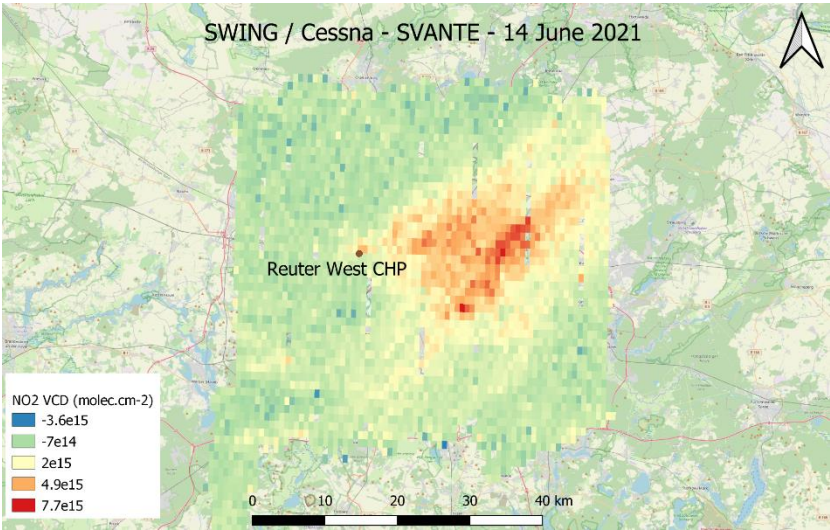 SWING / Cessna - SVANTE - 14 June 2021
Reuter West CHP
NO2 VCD (molec.cm-2)
-3.6e15
-7e14
2e15
4.9e15
7.7e15
0 10 20 30 40 km